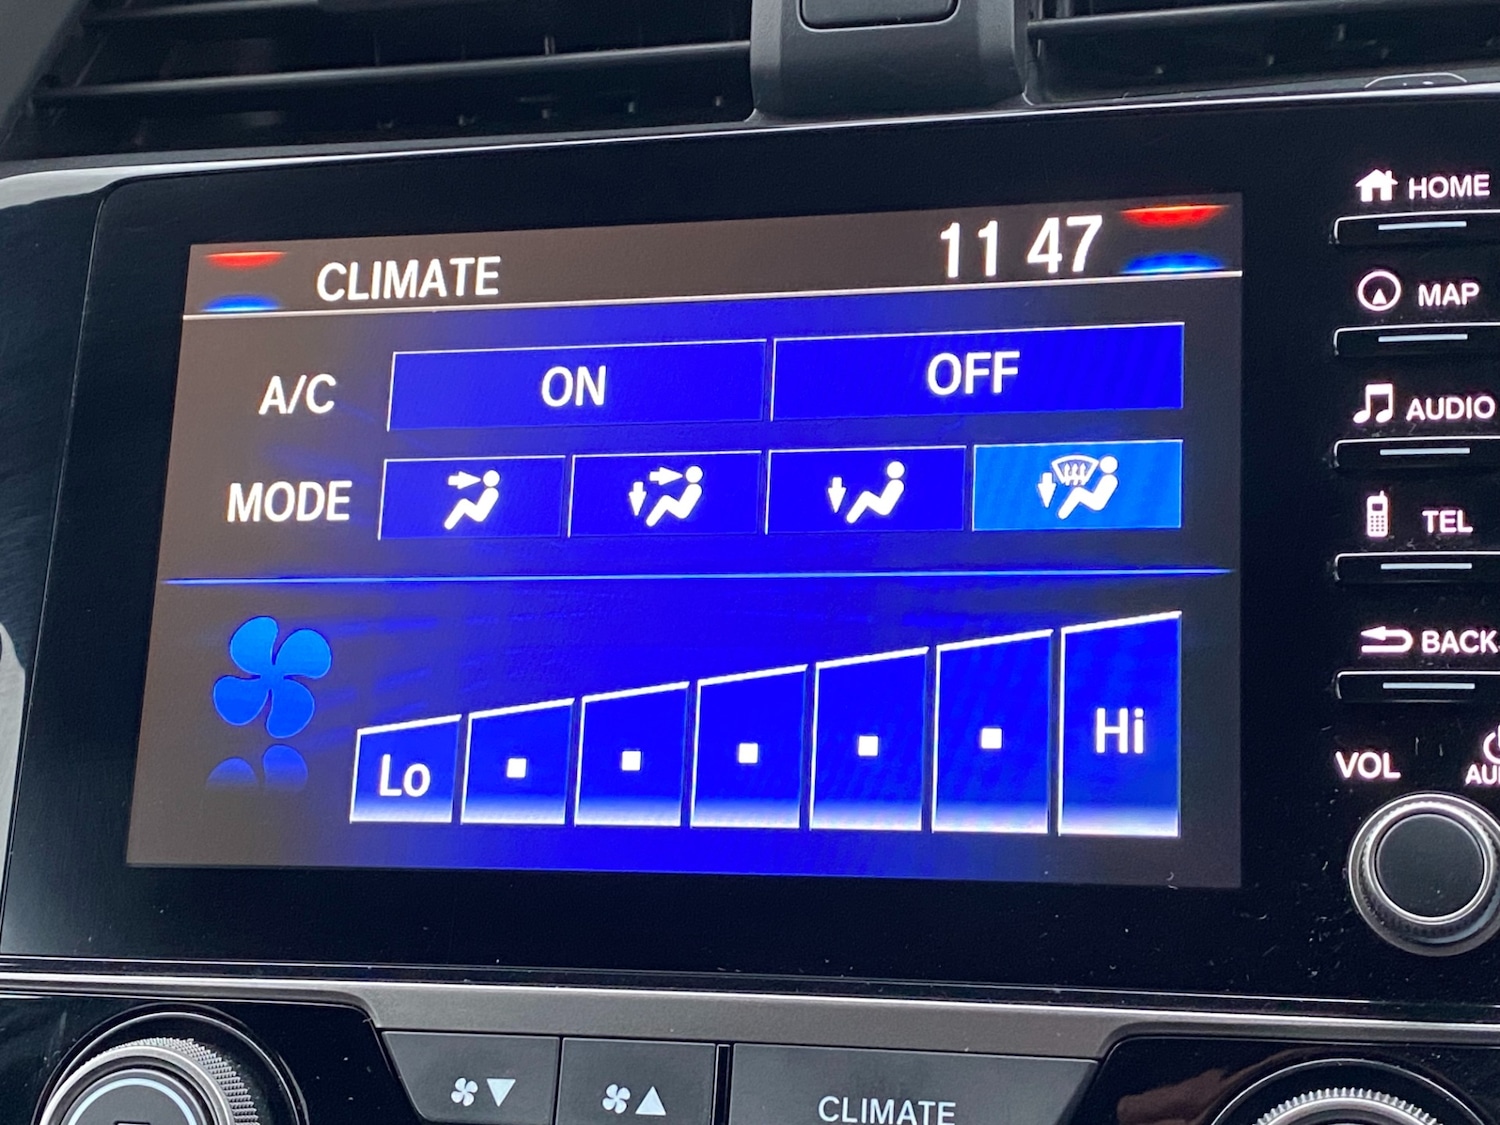 CLIMATE 11 47
A/C ON OFF
MODE
Lo Hi
HOME
MAP
AUDIO
TEL
BACK
VOL
CLIMATE